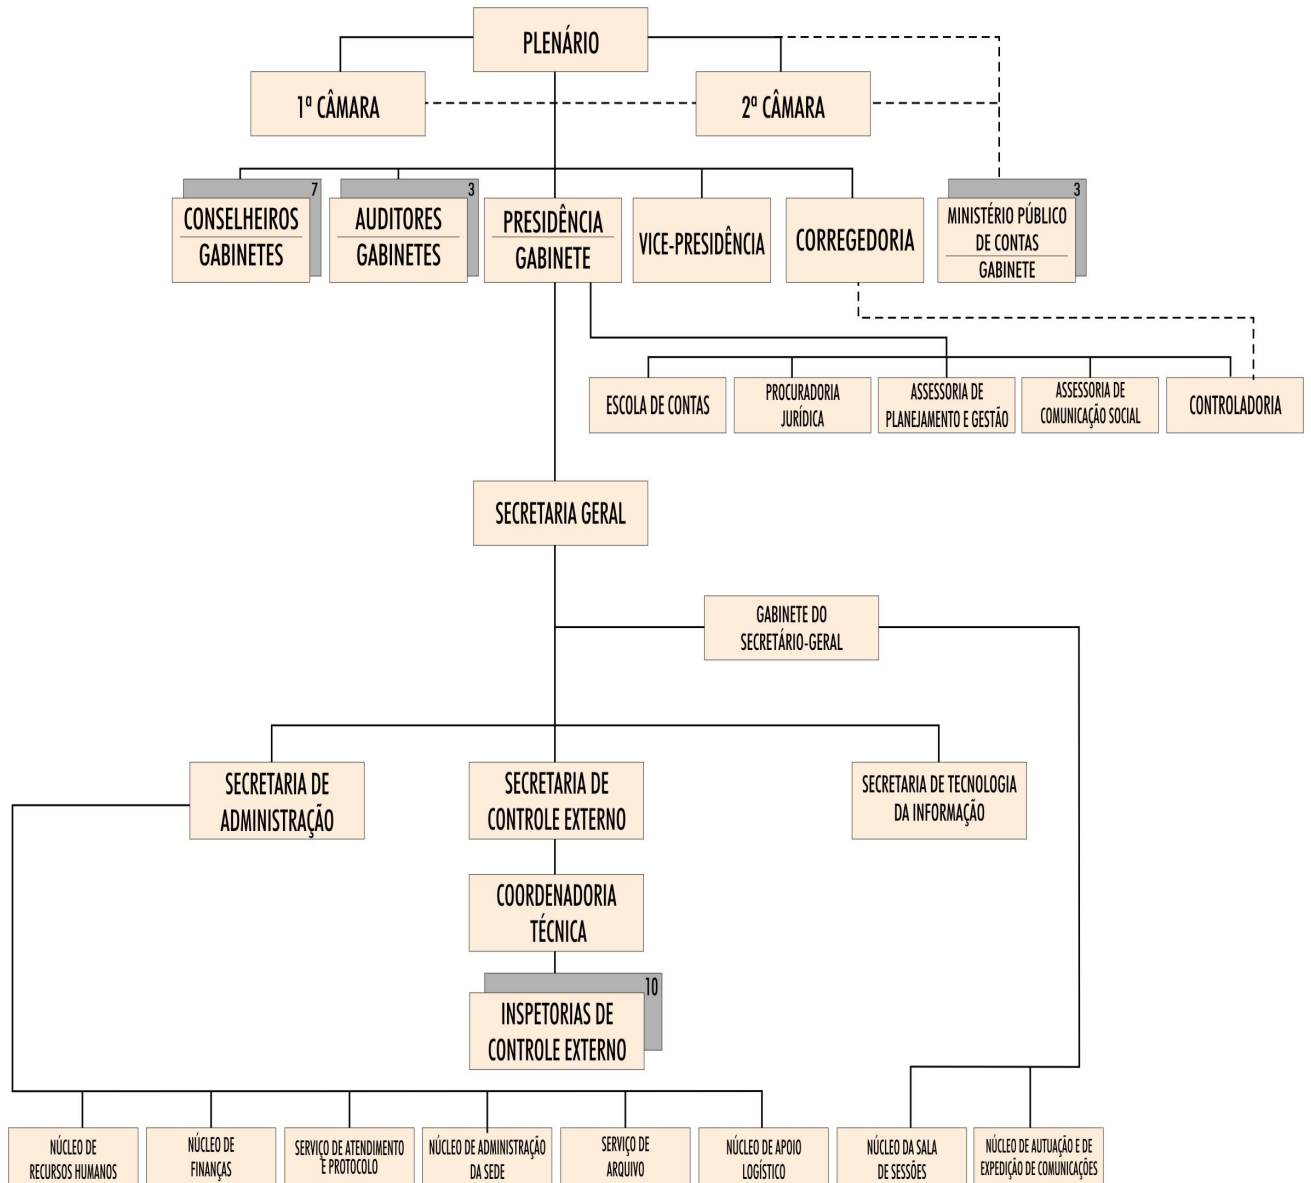 PLENÁRIO
1ª CÂMARA
2ª CÂMARA
7
CONSELHEIROS
GABINETES
3
AUDITORES
GABINETES
PRESIDÊNCIA
GABINETE
VICE-PRESIDÊNCIA
CORREGEDORIA
3
MINISTÉRIO PÚBLICO
DE CONTAS
GABINETE
ESCOLA DE CONTAS
PROCURADORIA
JURÍDICA
ASSESSORIA DE
PLANEJAMENTO E GESTÃO
ASSESSORIA DE
COMUNICAÇÃO SOCIAL
CONTROLADORIA
SECRETARIA GERAL
GABINETE DO
SECRETÁRIO-GERAL
SECRETARIA DE
ADMINISTRAÇÃO
SECRETARIA DE
CONTROLE EXTERNO
SECRETARIA DE TECNOLOGIA
DA INFORMAÇÃO
COORDENADORIA
TÉCNICA
10
INSPETORIAS DE
CONTROLE EXTERNO
NÚCLEO DE
RECURSOS HUMANOS
NÚCLEO DE
FINANÇAS
SERVIÇO DE ATENDIMENTO
E PROTOCOLO
NÚCLEO DE ADMINISTRAÇÃO
DA SEDE
SERVIÇO DE
ARQUIVO
NÚCLEO DE APOIO
LOGÍSTICO
NÚCLEO DA SALA
DE SESSÕES
NÚCLEO DE AUTUAÇÃO E DE
EXPEDIÇÃO DE COMUNICAÇÕES